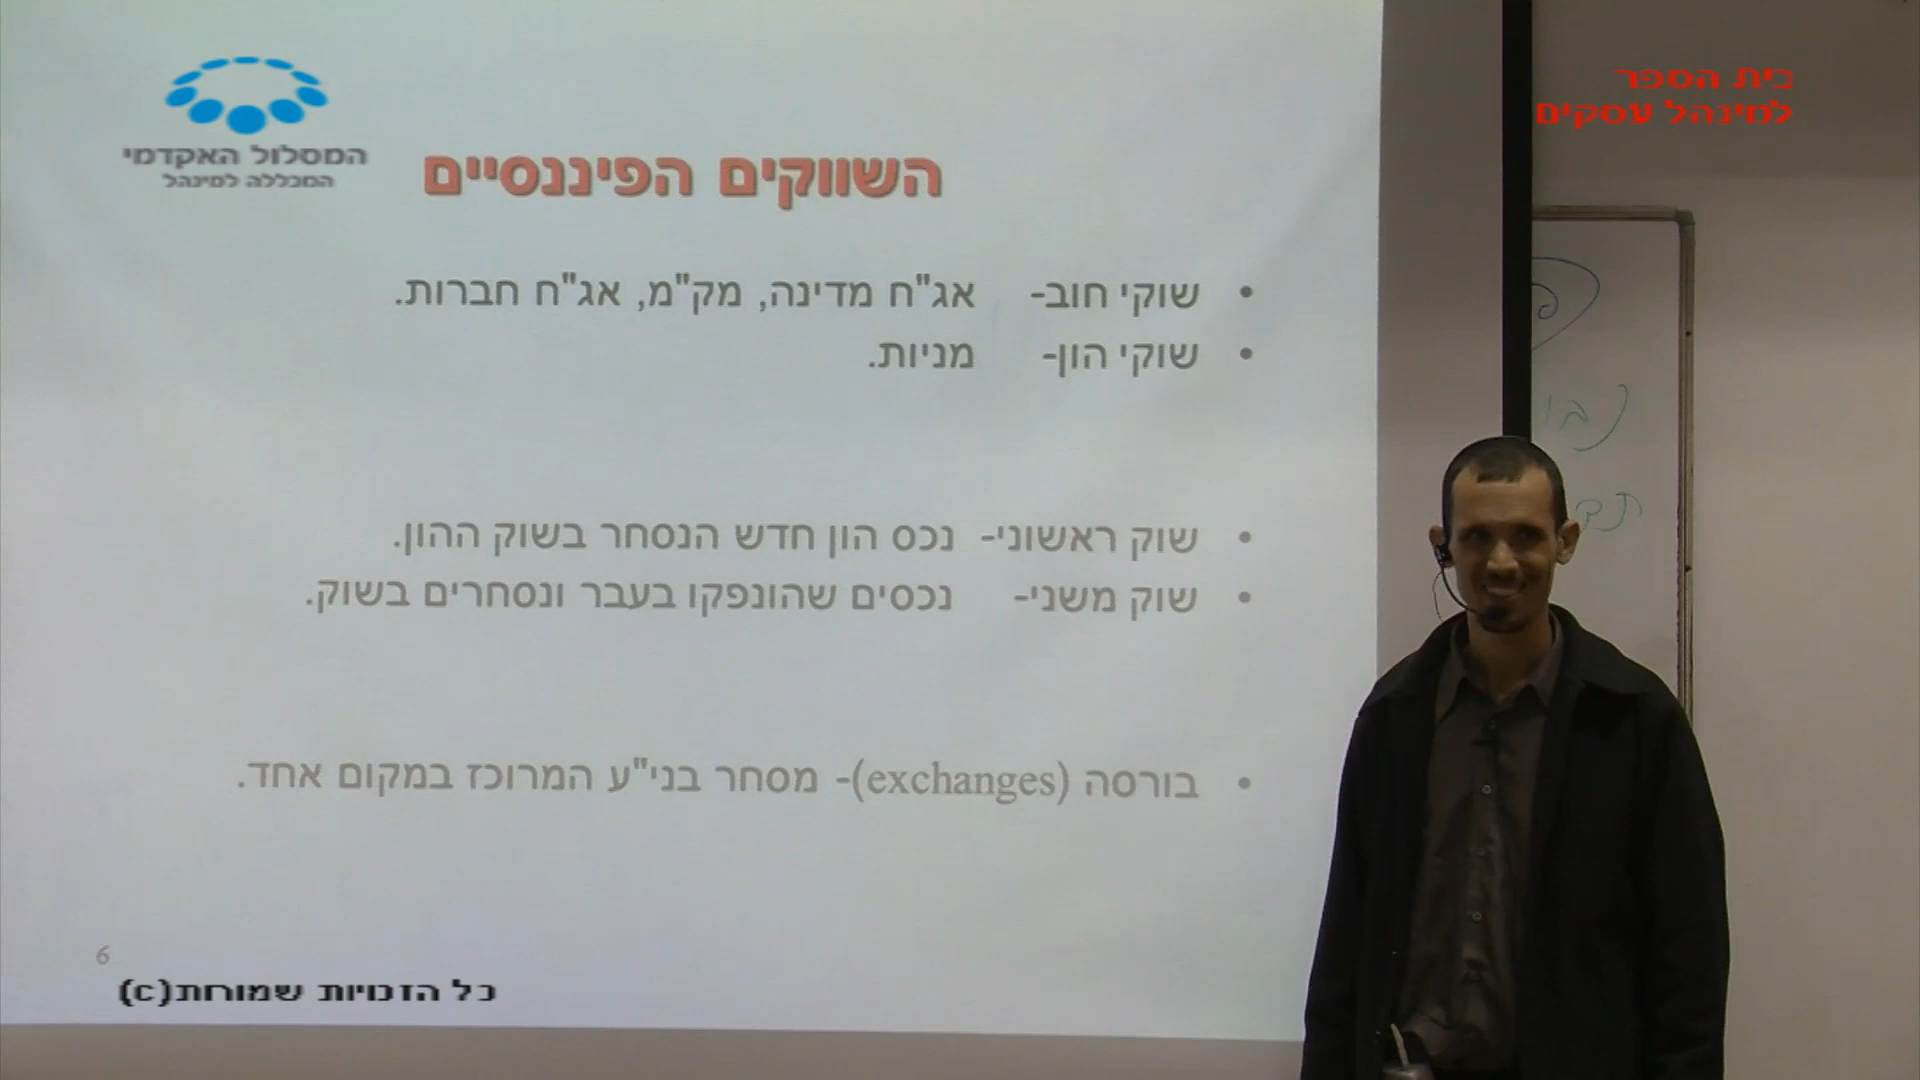 המסלול האקדמי
המכללה למינהל
בית הספר
למינהל עסקים
השווקים הפיננסיים
• שוקי חוב- אג"ח מדינה, מק"מ, אג"ח חברות.
• שוקי הון- מניות.
• שוק ראשוני- נכס הון חדש הנסחר בשוק ההון.
• שוק משני- נכסים שהונפקו בעבר ונסחרים בשוק.
• בורסה (exchanges)- מסחר בני"ע המרוכז במקום אחד.
6
כל הזכויות שמורות(c)